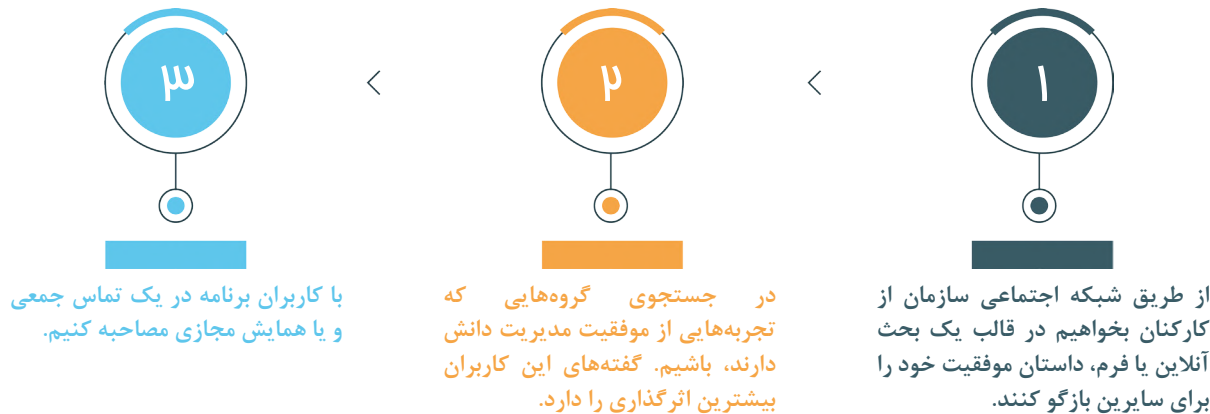 ۱
از طریق شبکه اجتماعی سازمان از
کارکنان بخواهیم در قالب یک بحث
آنلاین یا فرم، داستان موفقیت خود را
برای سایرین بازگو کنند.
۲
در جستجوی گروه‌هایی که
تجربه‌هایی از موفقیت مدیریت دانش
دارند، باشیم. گفته‌های این کاربران
بیشترین اثرگذاری را دارد.
۳
با کاربران برنامه در یک تماس جمعی
و یا همایش مجازی مصاحبه کنیم.